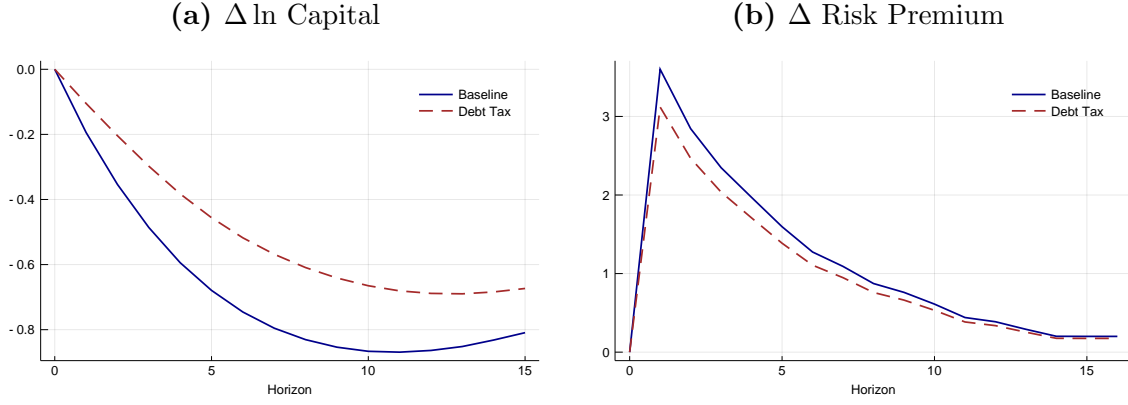 (a) Δ ln Capital
0.0
- 0.2
- 0.4
- 0.6
- 0.8
0 5 10 15
Horizon
Baseline
Debt Tax
(b) Δ Risk Premium
3
2
1
0
0 5 10 15
Horizon
Baseline
Debt Tax